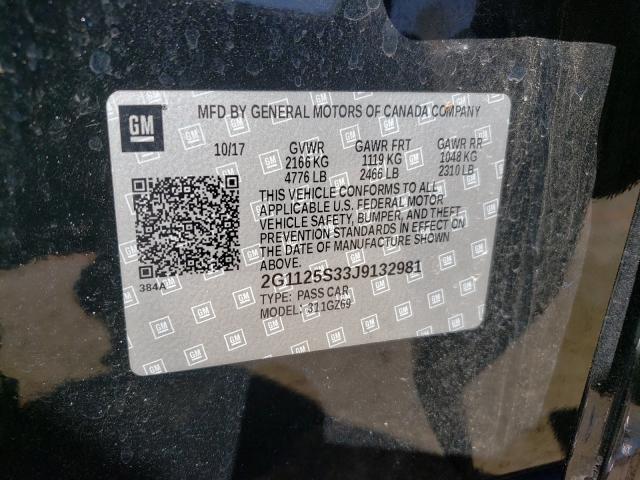 GM
MFD BY GENERAL MOTORS OF CANADA COMPANY
10/17 GVWR GAWR FRT GAWR RR
2166 KG 1119 KG 1048 KG
4776 LB 2466 LB 2310 LB
THIS VEHICLE CONFORMS TO ALL
APPLICABLE U.S. FEDERAL MOTOR
VEHICLE SAFETY, BUMPER, AND THEFT
PREVENTION STANDARDS IN EFFECT ON
THE DATE OF MANUFACTURE SHOWN
ABOVE.
384A
2G1125S33J9132981
TYPE: PASS CAR
MODEL: 311GZ69